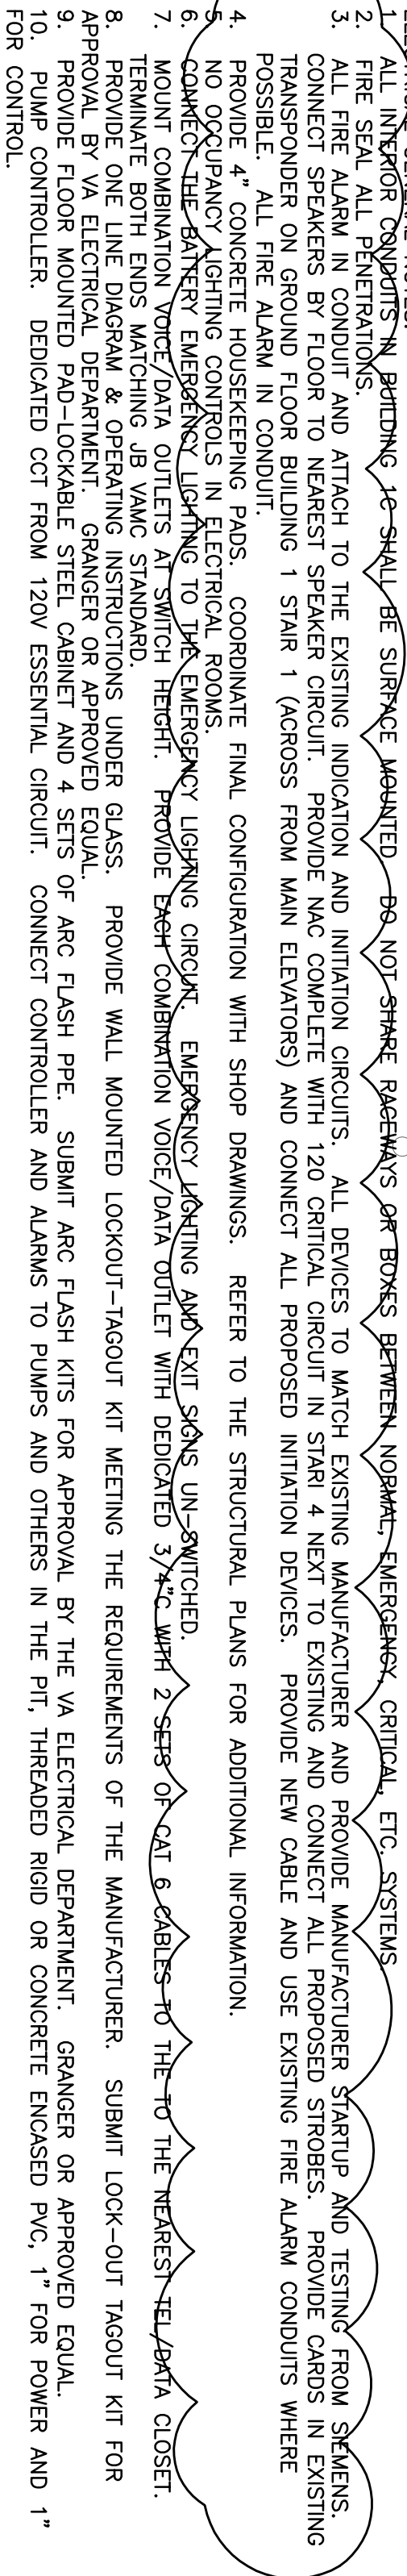 ELECTRICAL GENERAL NOTES:
1. ALL INTERIOR CONDUITS IN BUILDING 1C SHALL BE SURFACE MOUNTED. DO NOT SHARE RACEWAYS OR BOXES BETWEEN NORMAL, EMERGENCY, CRITICAL, ETC. SYSTEMS.
2. FIRE SEAL ALL PENETRATIONS.
3. ALL FIRE ALARM IN CONDUIT AND ATTACH TO THE EXISTING INDICATION AND INITIATION CIRCUITS. ALL DEVICES TO MATCH EXISTING MANUFACTURER AND PROVIDE MANUFACTURER STARTUP AND TESTING FROM SIEMENS.
CONNECT SPEAKERS BY FLOOR TO NEAREST SPEAKER CIRCUIT. PROVIDE NAC COMPLETE WITH 120 CRITICAL CIRCUIT IN STARI 4 NEXT TO EXISTING AND CONNECT ALL PROPOSED STROBES. PROVIDE CARDS IN EXISTING
TRANSPONDER ON GROUND FLOOR BUILDING 1 STAIR 1 (ACROSS FROM MAIN ELEVATORS) AND CONNECT ALL PROPOSED INITIATION DEVICES. PROVIDE NEW CABLE AND USE EXISTING FIRE ALARM CONDUITS WHERE
POSSIBLE. ALL FIRE ALARM IN CONDUIT.
4. PROVIDE 4" CONCRETE HOUSEKEEPING PADS. COORDINATE FINAL CONFIGURATION WITH SHOP DRAWINGS. REFER TO THE STRUCTURAL PLANS FOR ADDITIONAL INFORMATION.
5 NO OCCUPANCY LIGHTING CONTROLS IN ELECTRICAL ROOMS.
6. CONNECT THE BATTERY EMERGENCY LIGHTING TO THE EMERGENCY LIGHTING CIRCUIT. EMERGENCY LIGHTING AND EXIT SIGNS UN-SWITCHED.
7. MOUNT COMBINATION VOICE/DATA OUTLETS AT SWITCH HEIGHT. PROVIDE EACH COMBINATION VOICE/DATA OUTLET WITH DEDICATED 3/4"C WITH 2 SETS OF CAT 6 CABLES TO THE TO THE NEAREST TEL/DATA CLOSET.
TERMINATE BOTH ENDS MATCHING JB VAMC STANDARD.
8. PROVIDE ONE LINE DIAGRAM & OPERATING INSTRUCTIONS UNDER GLASS. PROVIDE WALL MOUNTED LOCKOUT-TAGOUT KIT MEETING THE REQUIREMENTS OF THE MANUFACTURER. SUBMIT LOCK-OUT TAGOUT KIT FOR
APPROVAL BY VA ELECTRICAL DEPARTMENT. GRANGER OR APPROVED EQUAL.
9. PROVIDE FLOOR MOUNTED PAD-LOCKABLE STEEL CABINET AND 4 SETS OF ARC FLASH PPE. SUBMIT ARC FLASH KITS FOR APPROVAL BY THE VA ELECTRICAL DEPARTMENT. GRANGER OR APPROVED EQUAL.
10. PUMP CONTROLLER. DEDICATED CCT FROM 120V ESSENTIAL CIRCUIT. CONNECT CONTROLLER AND ALARMS TO PUMPS AND OTHERS IN THE PIT, THREADED RIGID OR CONCRETE ENCASED PVC, 1" FOR POWER AND 1"
FOR CONTROL.